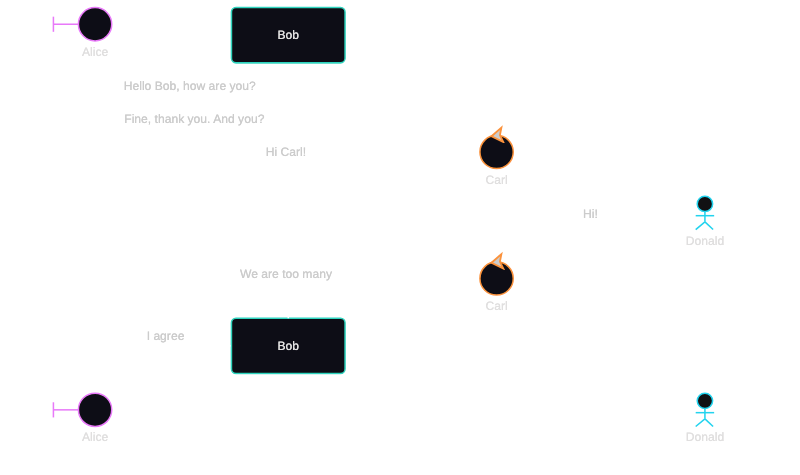 Alice
Bob
Hello Bob, how are you?
Fine, thank you. And you?
Hi Carl!
Carl
Hi!
Donald
We are too many
Carl
I agree
Bob
Alice
Donald